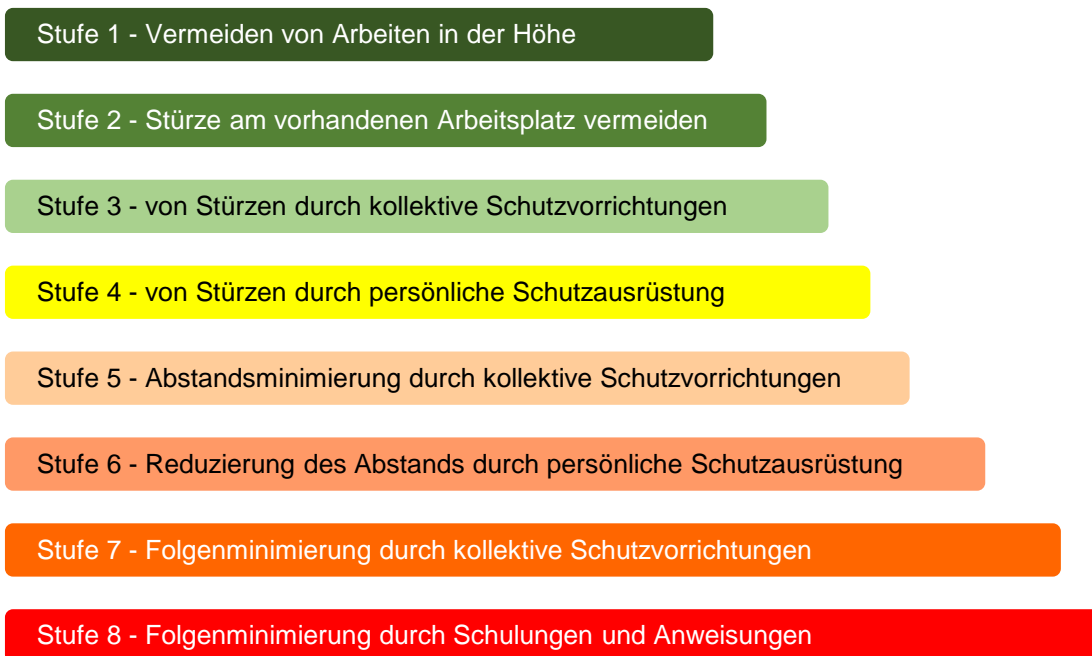 Stufe 1 - Vermeiden von Arbeiten in der Höhe
Stufe 2 - Stürze am vorhandenen Arbeitsplatz vermeiden
Stufe 3 - von Stürzen durch kollektive Schutzvorrichtungen
Stufe 4 - von Stürzen durch persönliche Schutzausrüstung
Stufe 5 - Abstandsminimierung durch kollektive Schutzvorrichtungen
Stufe 6 - Reduzierung des Abstands durch persönliche Schutzausrüstung
Stufe 7 - Folgenminimierung durch kollektive Schutzvorrichtungen
Stufe 8 - Folgenminimierung durch Schulungen und Anweisungen